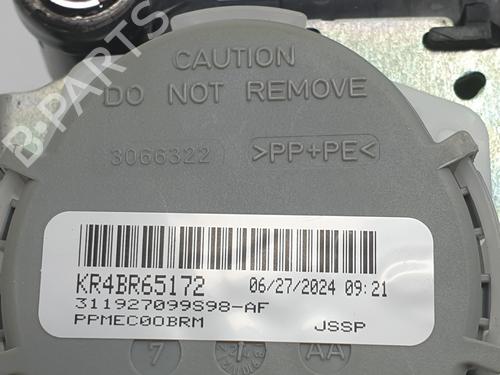 CAUTION
DO NOT REMOVE
3066322 >PP+PE<
B-PARTS
KR4BR65172 06/27/2024 09:21
311927099S98-AF
PPMEC00BRM JSSP
7 1 AA